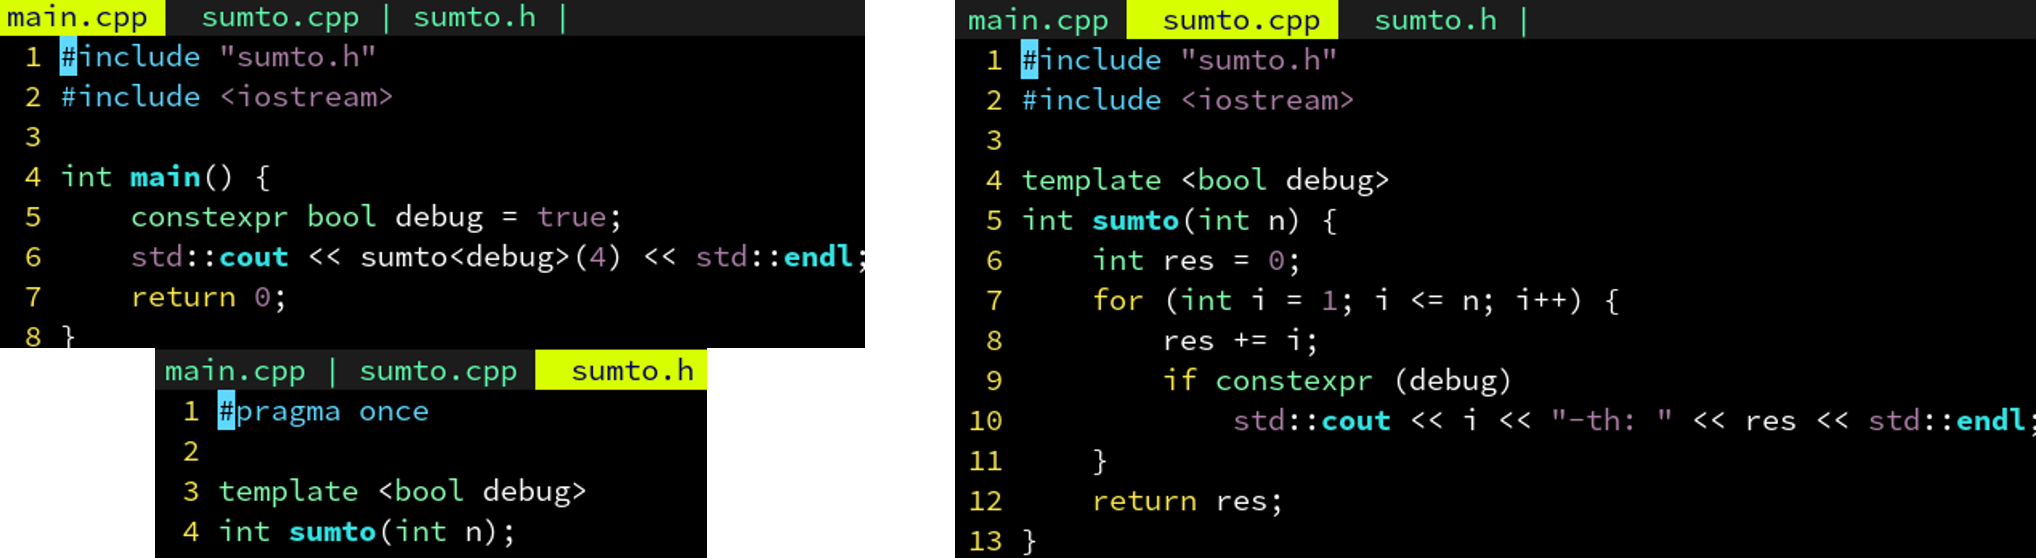 main.cpp sumto.cpp | sumto.h |
1 #include "sumto.h"
2 #include <iostream>
3
4 int main() {
5     constexpr bool debug = true;
6     std::cout << sumto<debug>(4) << std::endl;
7     return 0;
8 }
main.cpp | sumto.cpp sumto.h
1 #pragma once
2
3 template <bool debug>
4 int sumto(int n);
main.cpp sumto.cpp sumto.h |
1 #include "sumto.h"
2 #include <iostream>
3
4 template <bool debug>
5 int sumto(int n) {
6     int res = 0;
7     for (int i = 1; i <= n; i++) {
8         res += i;
9         if constexpr (debug)
10             std::cout << i << "-th: " << res << std::endl;
11     }
12     return res;
13 }